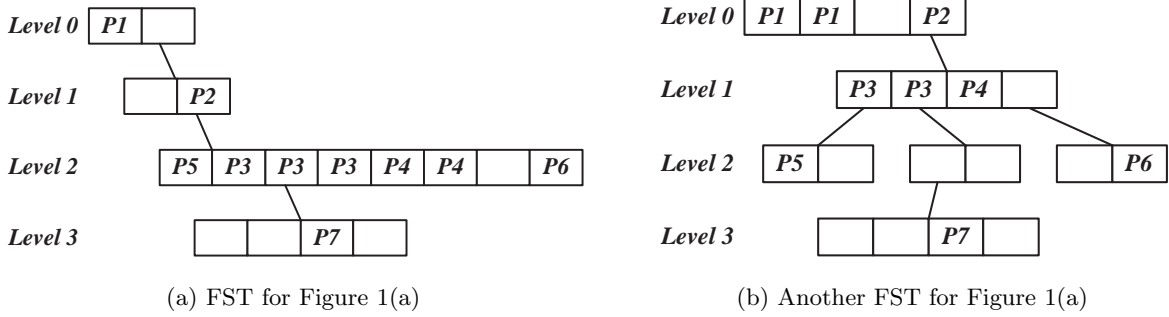 Level 0 P1
Level 1 P2
Level 2 P5 P3 P3 P3 P4 P4 P6
Level 3 P7
(a) FST for Figure 1(a)
Level 0 P1 P1 P2
Level 1 P3 P3 P4
Level 2 P5 P6
Level 3 P7
(b) Another FST for Figure 1(a)